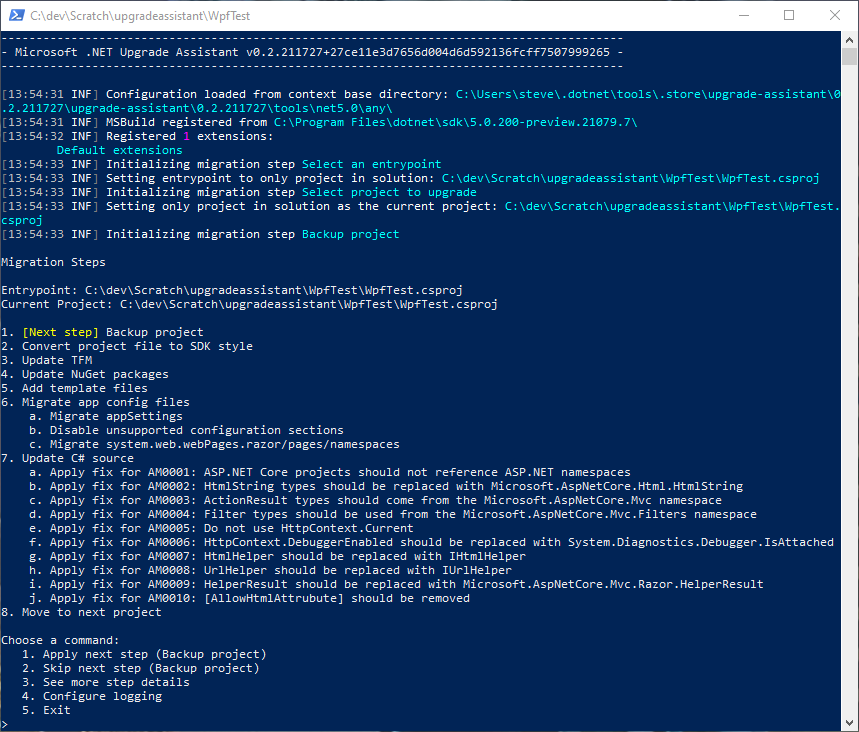 C:\dev\Scratch\upgradeassistant\WpfTest
-----------------------------------------------------------------------------------------
- Microsoft .NET Upgrade Assistant v0.2.211727+27ce11e3d7656d004d6d592136fcff7507999265 -
-----------------------------------------------------------------------------------------
[13:54:31 INF] Configuration loaded from context base directory: C:\Users\steve\.dotnet\tools\.store\upgrade-assistant\0
.2.211727\upgrade-assistant\0.2.211727\tools\net5.0\any\
[13:54:31 INF] MSBuild registered from C:\Program Files\dotnet\sdk\5.0.200-preview.21079.7\
[13:54:32 INF] Registered 1 extensions:
Default extensions
[13:54:33 INF] Initializing migration step Select an entrypoint
[13:54:33 INF] Setting entrypoint to only project in solution: C:\dev\Scratch\upgradeassistant\WpfTest\WpfTest.csproj
[13:54:33 INF] Initializing migration step Select project to upgrade
[13:54:33 INF] Setting only project in solution as the current project: C:\dev\Scratch\upgradeassistant\WpfTest\WpfTest.
csproj
[13:54:33 INF] Initializing migration step Backup project
Migration Steps
Entrypoint: C:\dev\Scratch\upgradeassistant\WpfTest\WpfTest.csproj
Current Project: C:\dev\Scratch\upgradeassistant\WpfTest\WpfTest.csproj
1. [Next step] Backup project
2. Convert project file to SDK style
3. Update TFM
4. Update NuGet packages
5. Add template files
6. Migrate app config files
a. Migrate appSettings
b. Disable unsupported configuration sections
c. Migrate system.web.webPages.razor/pages/namespaces
7. Update C# source
a. Apply fix for AM0001: ASP.NET Core projects should not reference ASP.NET namespaces
b. Apply fix for AM0002: HtmlString types should be replaced with Microsoft.AspNetCore.Html.HtmlString
c. Apply fix for AM0003: ActionResult types should come from the Microsoft.AspNetCore.Mvc namespace
d. Apply fix for AM0004: Filter types should be used from the Microsoft.AspNetCore.Mvc.Filters namespace
e. Apply fix for AM0005: Do not use HttpContext.Current
f. Apply fix for AM0006: HttpContext.DebuggerEnabled should be replaced with System.Diagnostics.Debugger.IsAttached
g. Apply fix for AM0007: HtmlHelper should be replaced with IHtmlHelper
h. Apply fix for AM0008: UrlHelper should be replaced with IUrlHelper
i. Apply fix for AM0009: HelperResult should be replaced with Microsoft.AspNetCore.Mvc.Razor.HelperResult
j. Apply fix for AM0010: [AllowHtmlAttrubute] should be removed
8. Move to next project
Choose a command:
1. Apply next step (Backup project)
2. Skip next step (Backup project)
3. See more step details
4. Configure logging
5. Exit
>